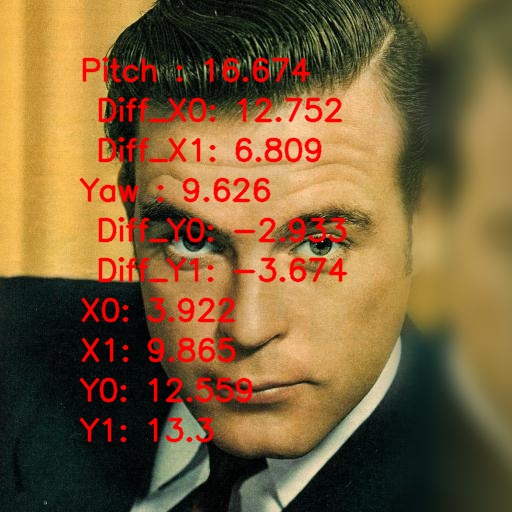 Pitch : 16.674
Diff_X0: 12.752
Diff_X1: 6.809
Yaw : 9.626
Diff_Y0: -2.933
Diff_Y1: -3.674
X0: 3.922
X1: 9.865
Y0: 12.559
Y1: 13.3